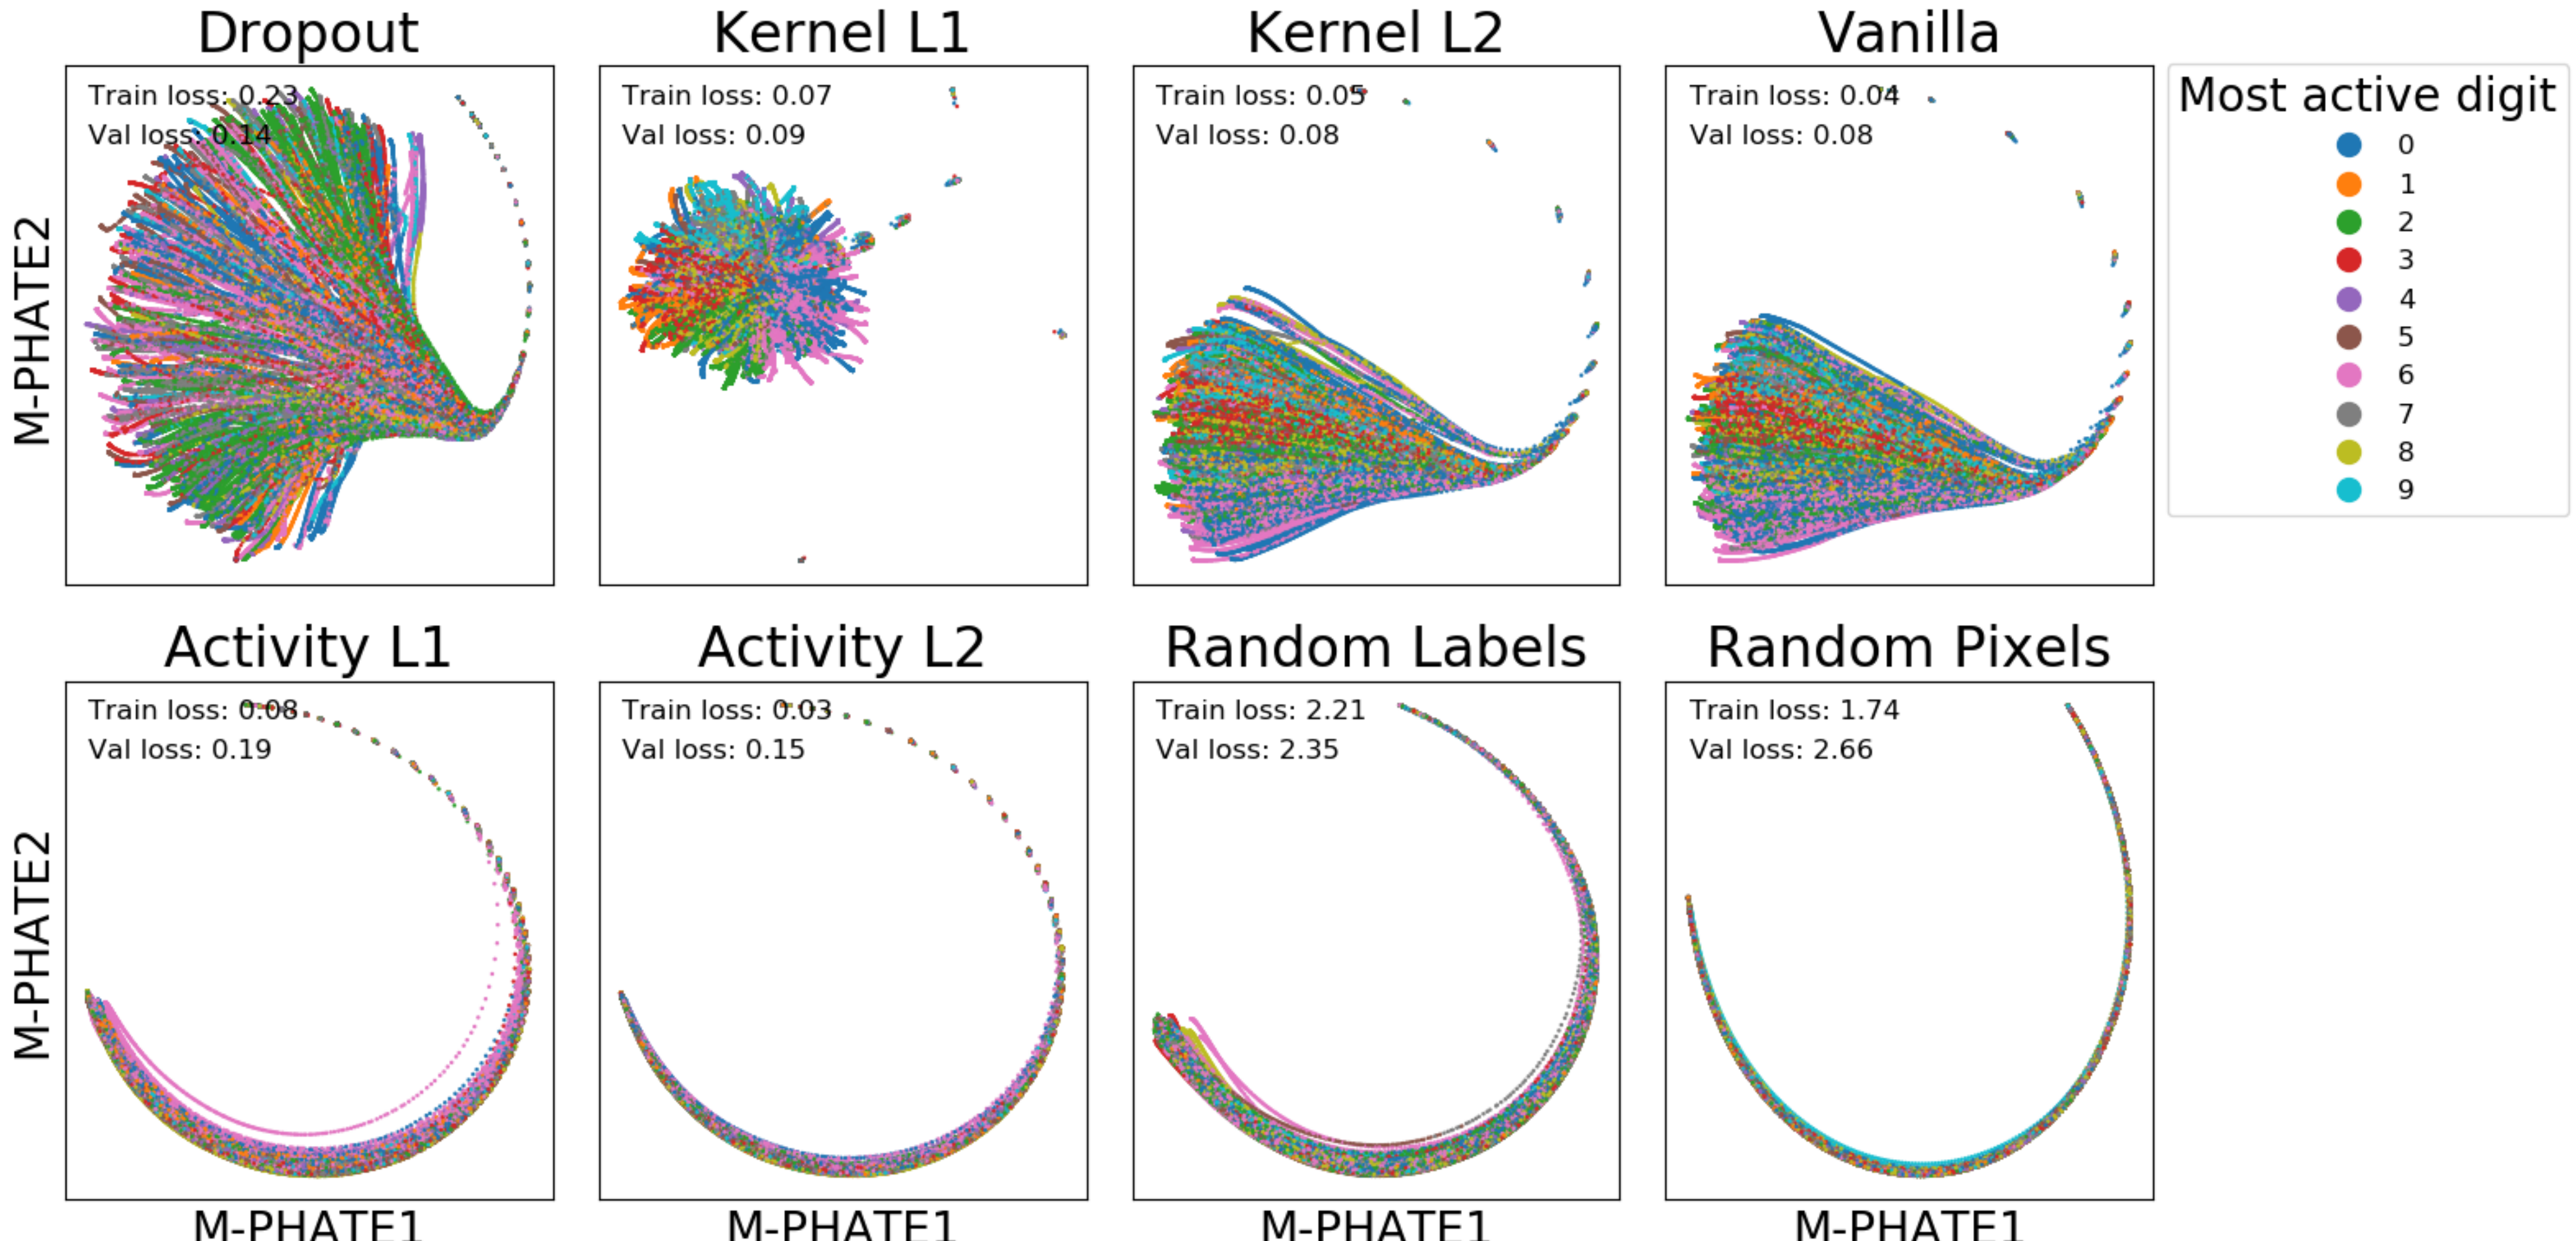 Dropout
Kernel L1
Kernel L2
Vanilla
Train loss: 0.23
Val loss: 0.14
Train loss: 0.07
Val loss: 0.09
Train loss: 0.05
Val loss: 0.08
Train loss: 0.04
Val loss: 0.08
M-PHATE2
Most active digit
0
1
2
3
4
5
6
7
8
9
Activity L1
Activity L2
Random Labels
Random Pixels
Train loss: 0.08
Val loss: 0.19
Train loss: 0.03
Val loss: 0.15
Train loss: 2.21
Val loss: 2.35
Train loss: 1.74
Val loss: 2.66
M-PHATE2
M-PHATE1
M-PHATE1
M-PHATE1
M-PHATE1